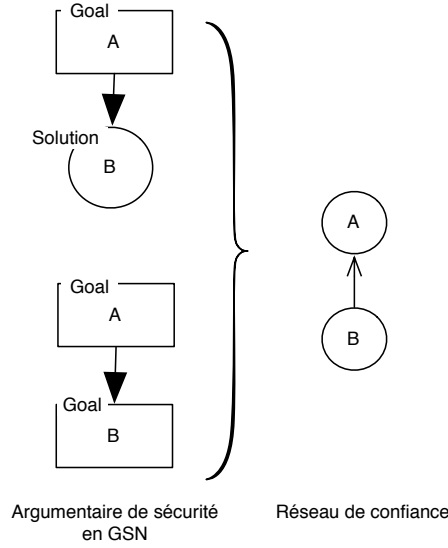 Goal
A
Solution
B
Goal
A
Goal
B
A
B
Argumentaire de sécurité
en GSN
Réseau de confiance